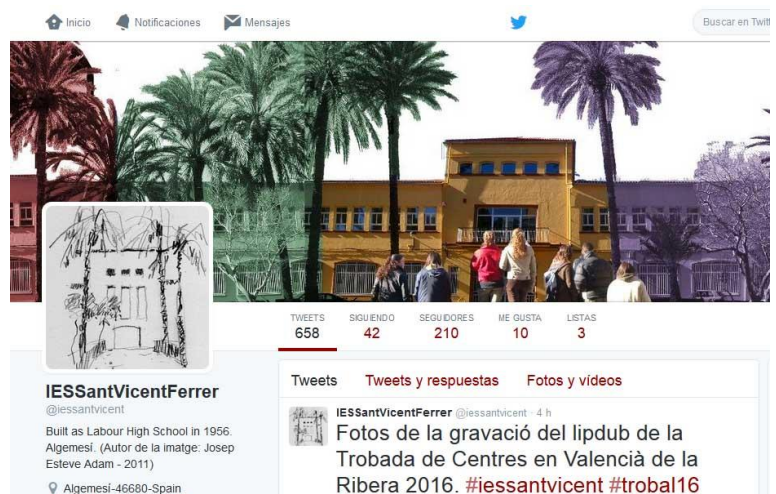 Inicio
Notificaciones
Mensajes
Buscar en Twitt
TWEETS
658
SIGUIENDO
42
SEGUIDORES
210
ME GUSTA
10
LISTAS
3
IESSantVicentFerrer
@iessantvicent
Built as Labour High School in 1956.
Algemesí. (Autor de la imatge: Josep
Esteve Adam - 2011)
Algemesí-46680-Spain
Tweets
Tweets y respuestas
Fotos y vídeos
IESSantVicentFerrer @iessantvicent · 4 h
Fotos de la gravació del lipdub de la
Trobada de Centres en Valencià de la
Ribera 2016. #iessantvicent #trobal16